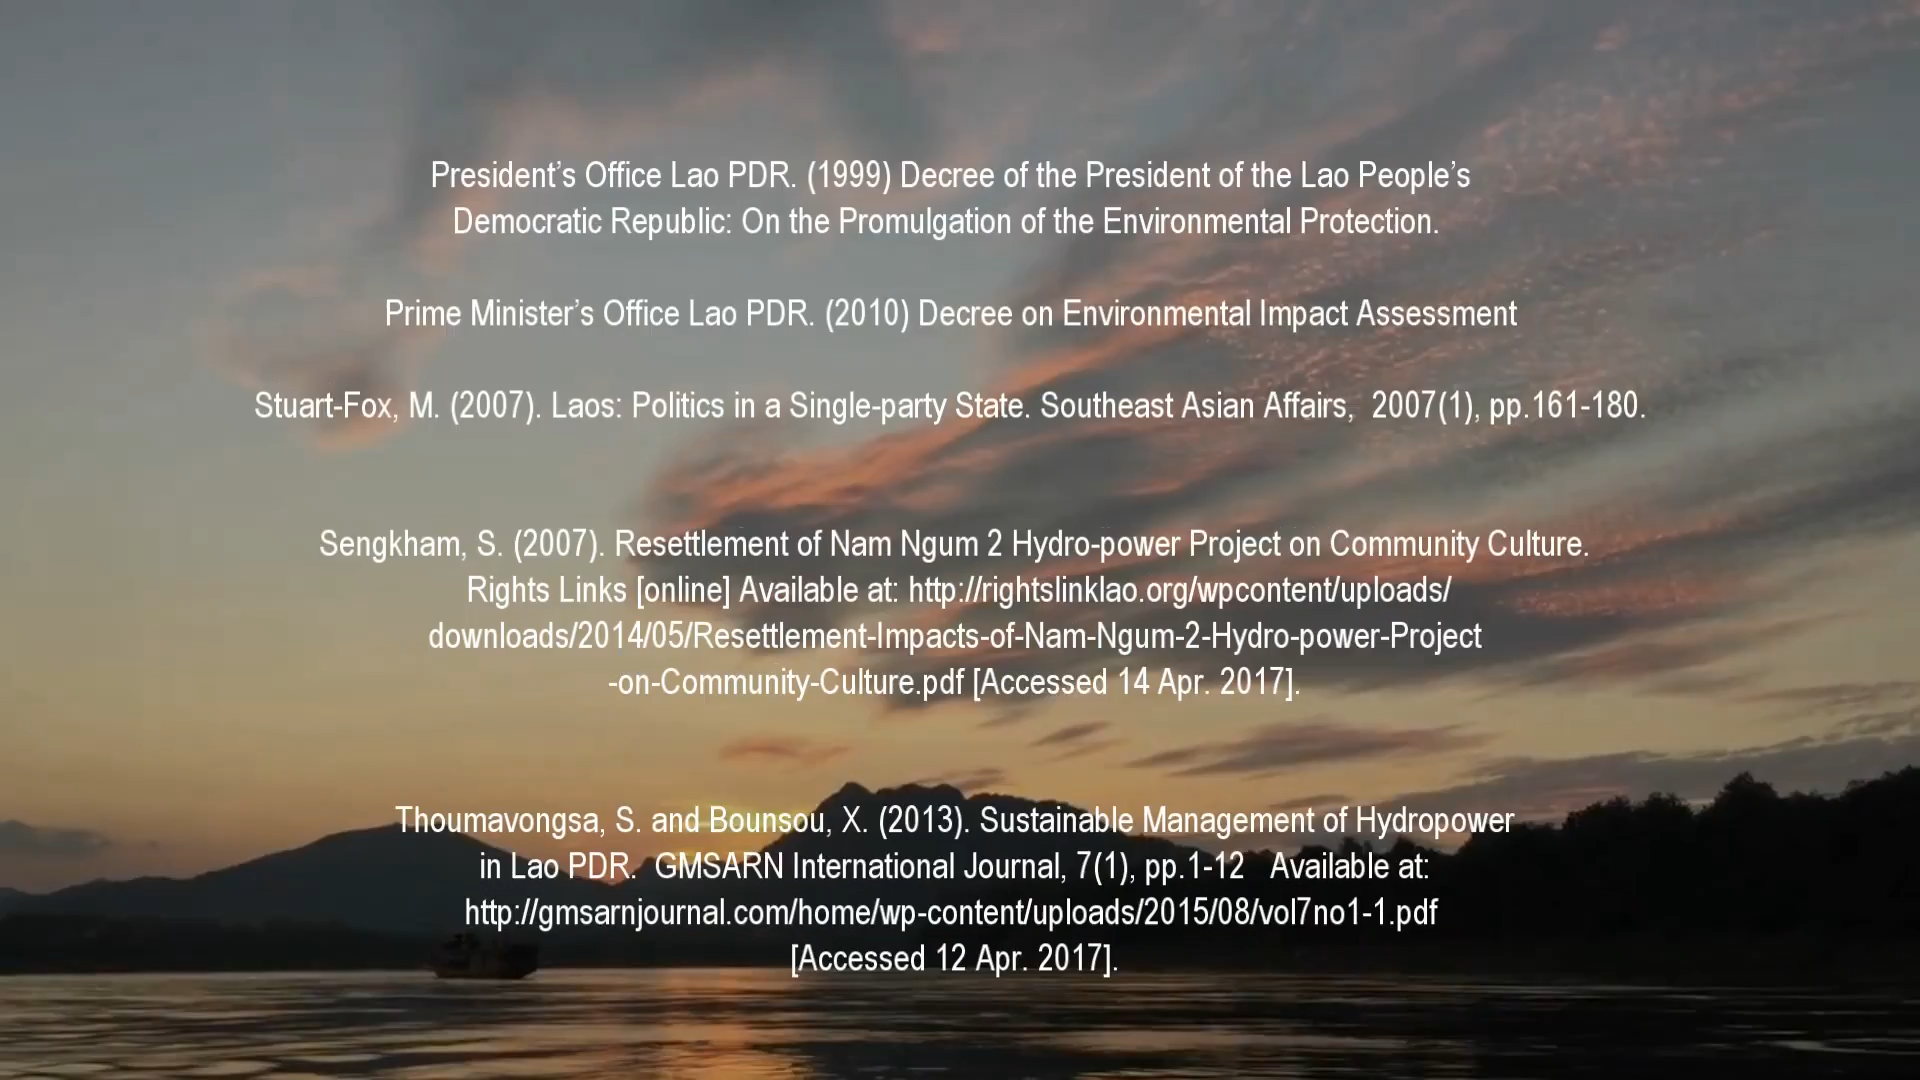 President’s Office Lao PDR. (1999) Decree of the President of the Lao People’s
Democratic Republic: On the Promulgation of the Environmental Protection.
Prime Minister’s Office Lao PDR. (2010) Decree on Environmental Impact Assessment
Stuart-Fox, M. (2007). Laos: Politics in a Single-party State. Southeast Asian Affairs,  2007(1), pp.161-180.
Sengkham, S. (2007). Resettlement of Nam Ngum 2 Hydro-power Project on Community Culture.
Rights Links [online] Available at: http://rightslinklao.org/wpcontent/uploads/
downloads/2014/05/Resettlement-Impacts-of-Nam-Ngum-2-Hydro-power-Project
-on-Community-Culture.pdf [Accessed 14 Apr. 2017].
Thoumavongsa, S. and Bounsou, X. (2013). Sustainable Management of Hydropower
in Lao PDR.  GMSARN International Journal, 7(1), pp.1-12   Available at:
http://gmsarnjournal.com/home/wp-content/uploads/2015/08/vol7no1-1.pdf
[Accessed 12 Apr. 2017].